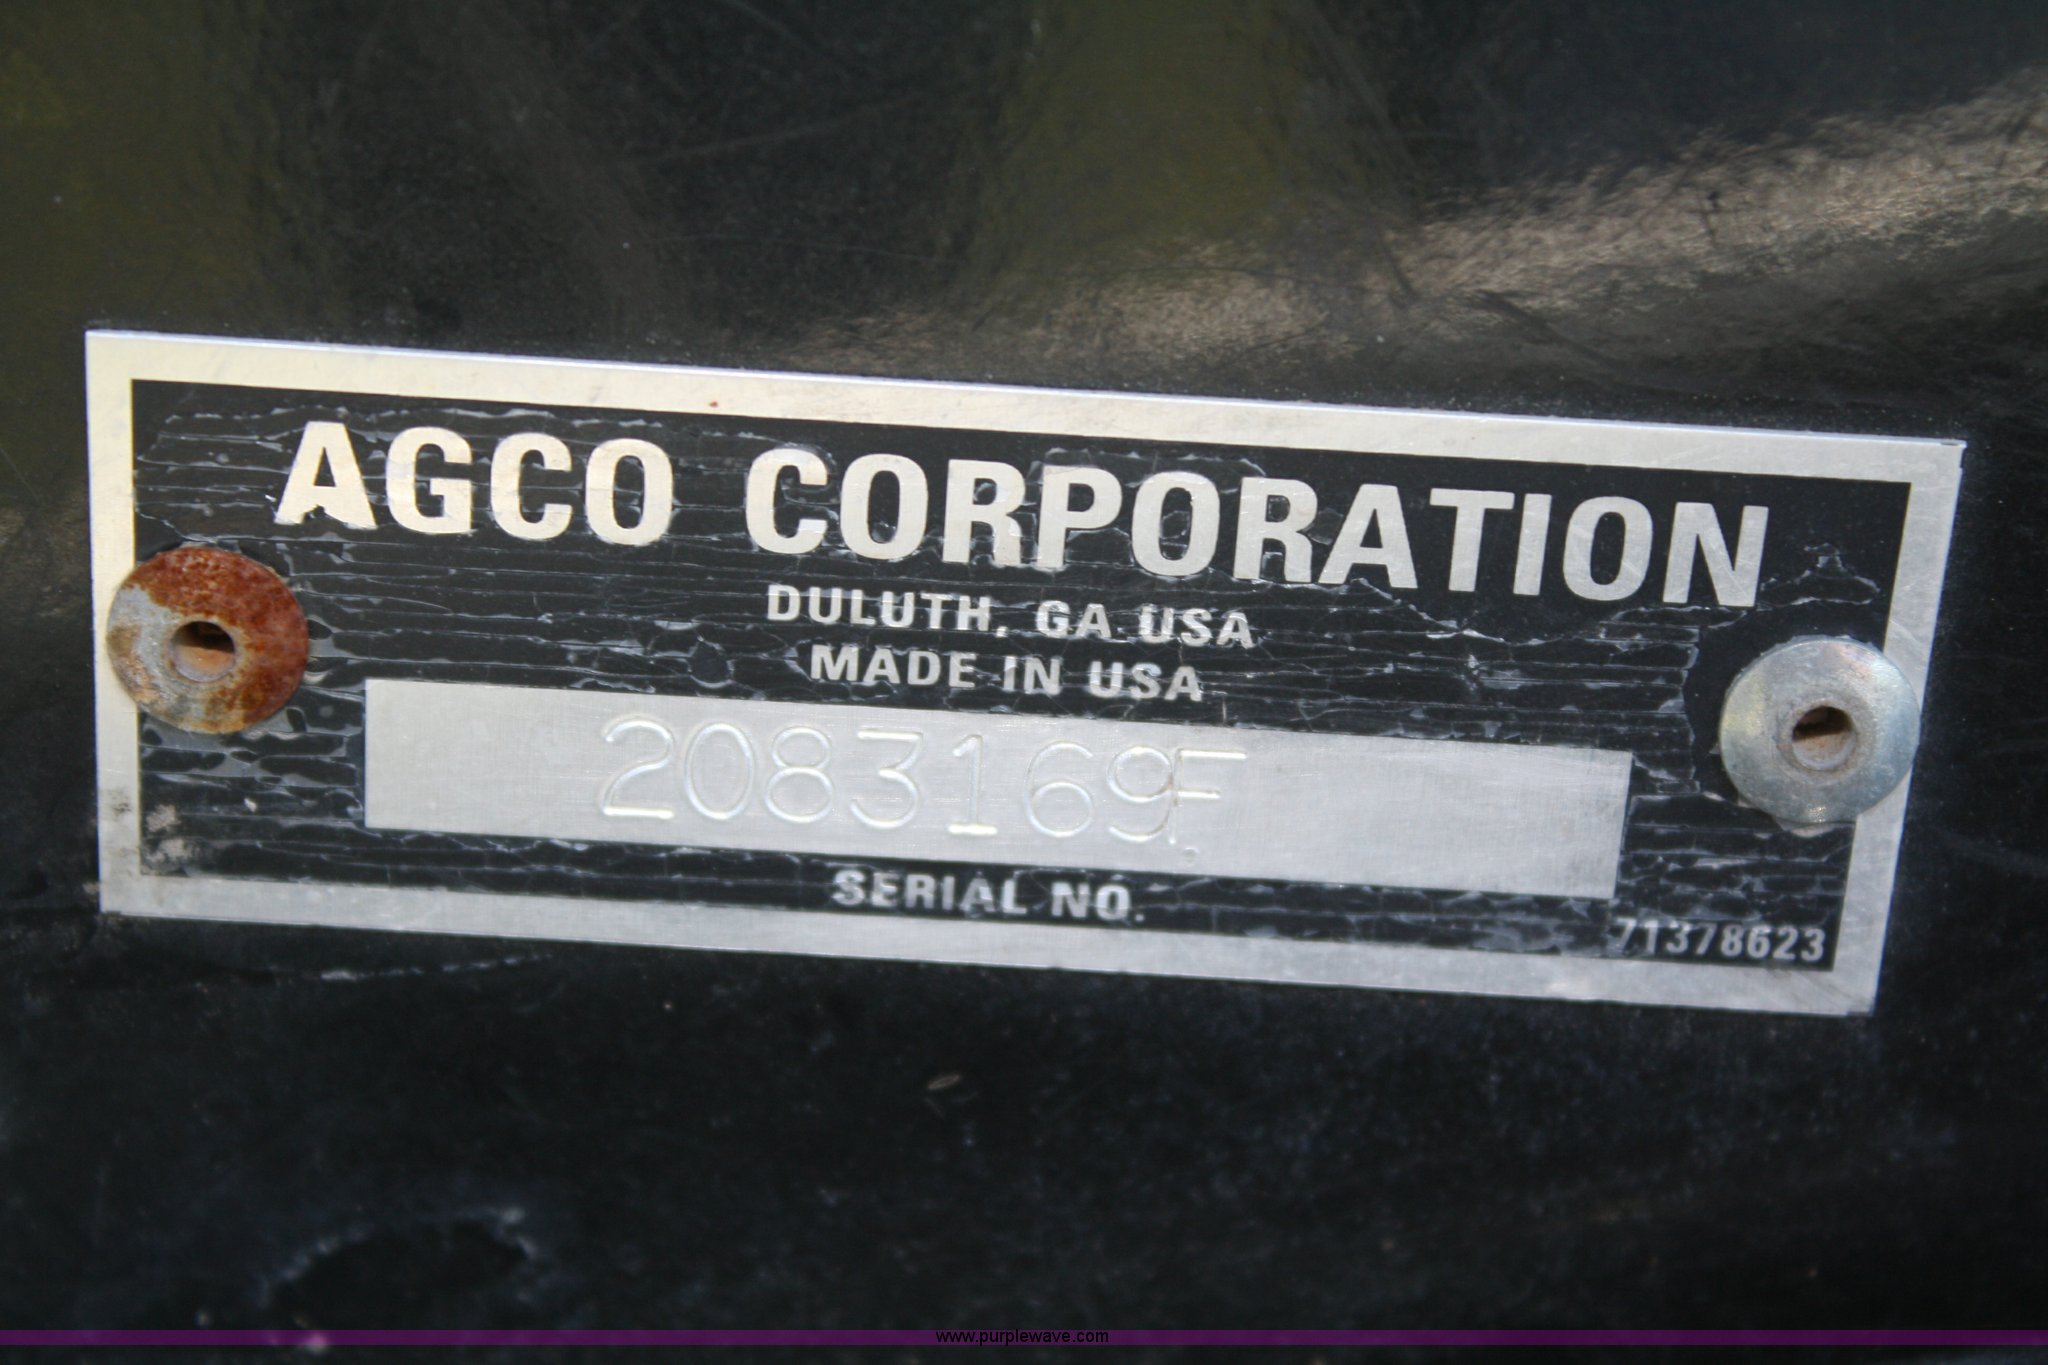 AGCO CORPORATION
DULUTH, GA USA
MADE IN USA
2083169F
SERIAL NO.
71378623
www.purplewave.com